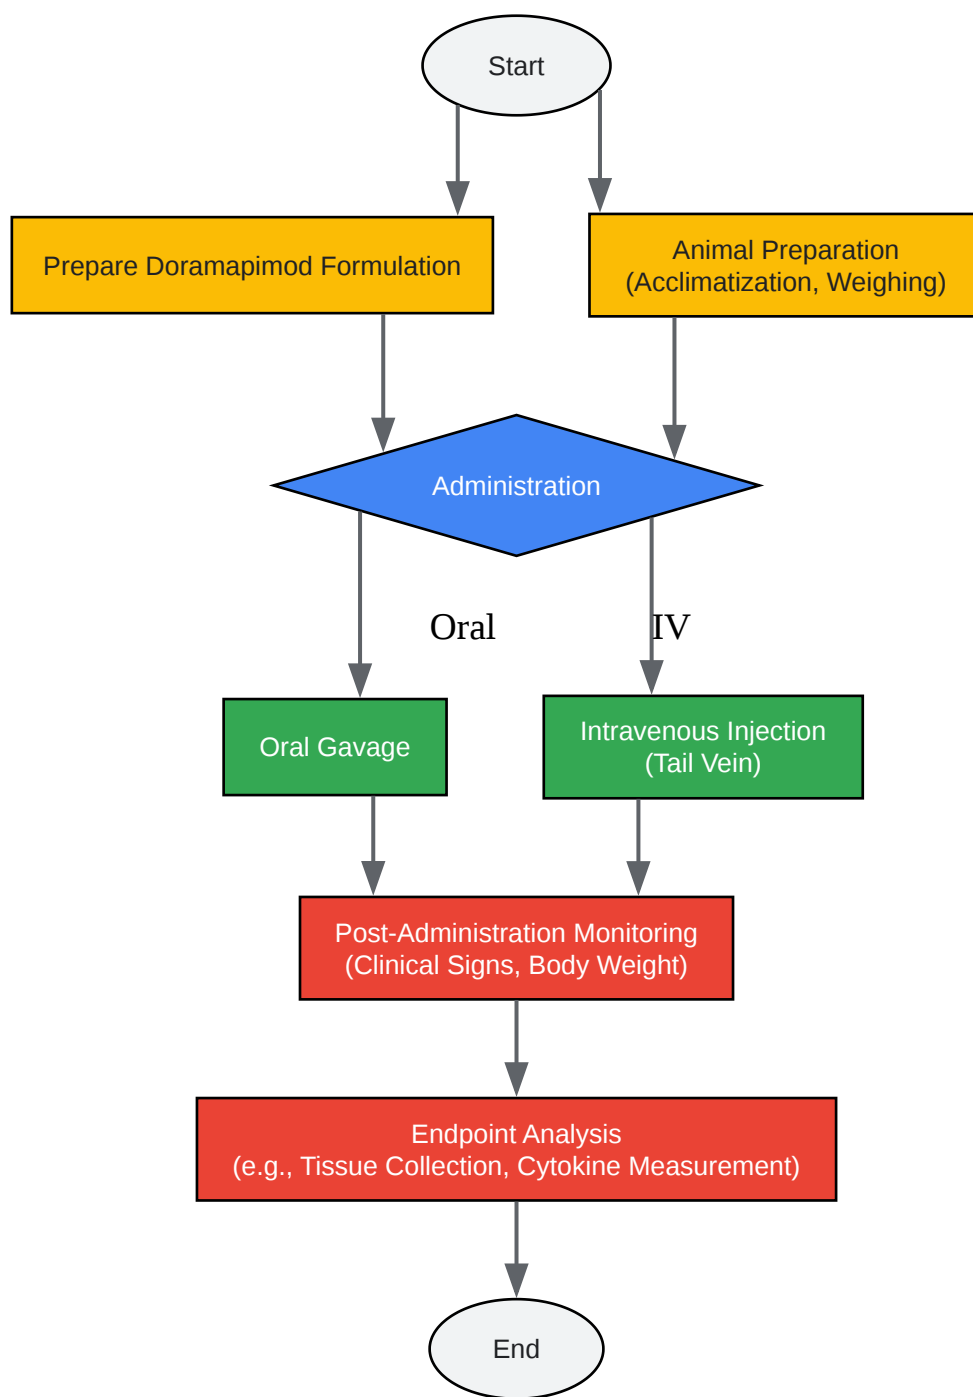 Start
Prepare Doramapimod Formulation
Animal Preparation
(Acclimatization, Weighing)
Administration
Oral
IV
Oral Gavage
Intravenous Injection
(Tail Vein)
Post-Administration Monitoring
(Clinical Signs, Body Weight)
Endpoint Analysis
(e.g., Tissue Collection, Cytokine Measurement)
End